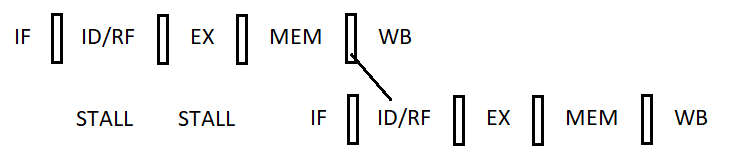 IF ID/RF EX MEM WB
STALL STALL IF ID/RF EX MEM WB